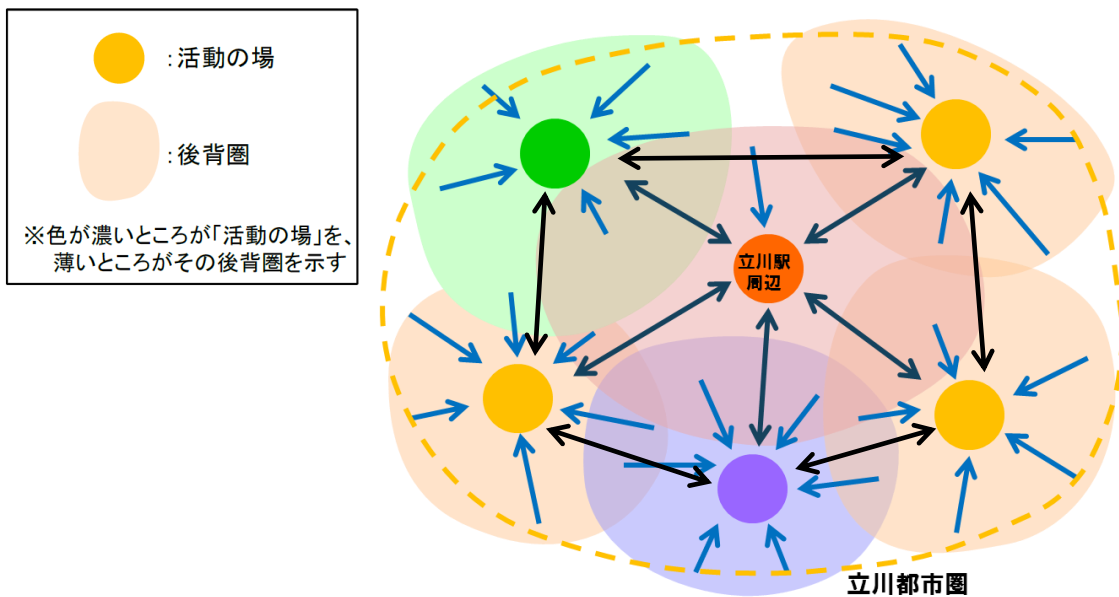 :活動の場
:後背圏
※色が濃いところが「活動の場」を、
薄いところがその後背圏を示す
立川駅
周辺
立川都市圏